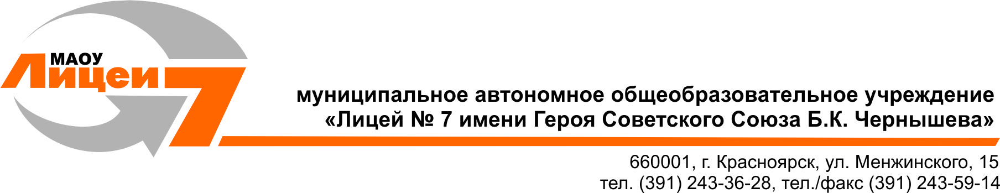 МАОУ
Лицеи 7
муниципальное автономное общеобразовательное учреждение
«Лицей № 7 имени Героя Советского Союза Б.К. Чернышева»
660001, г. Красноярск, ул. Менжинского, 15
тел. (391) 243-36-28, тел./факс (391) 243-59-14